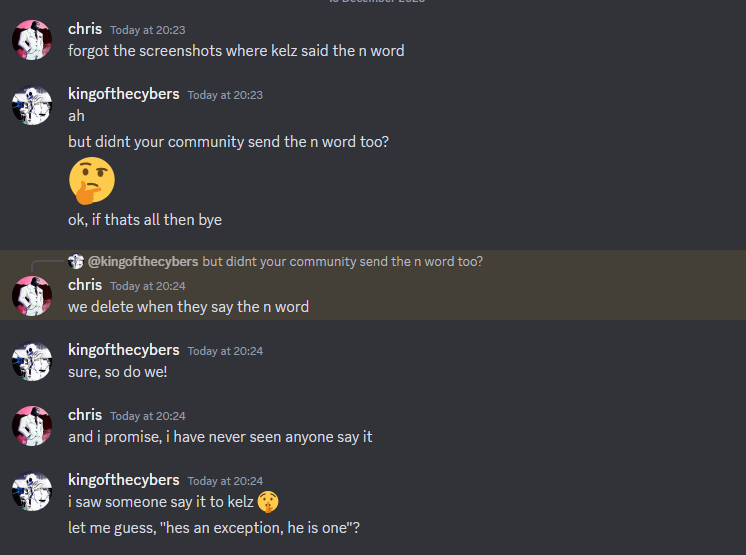 chris Today at 20:23
forgot the screenshots where kelz said the n word
kingofthecybers Today at 20:23
ah
but didnt your community send the n word too?
ok, if thats all then bye
@kingofthecybers but didnt your community send the n word too?
chris Today at 20:24
we delete when they say the n word
kingofthecybers Today at 20:24
sure, so do we!
chris Today at 20:24
and i promise, i have never seen anyone say it
kingofthecybers Today at 20:24
i saw someone say it to kelz 🤫
let me guess, "hes an exception, he is one"?